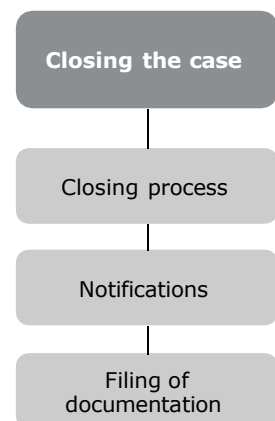 Closing the case
Closing process
Notifications
Filing of
documentation